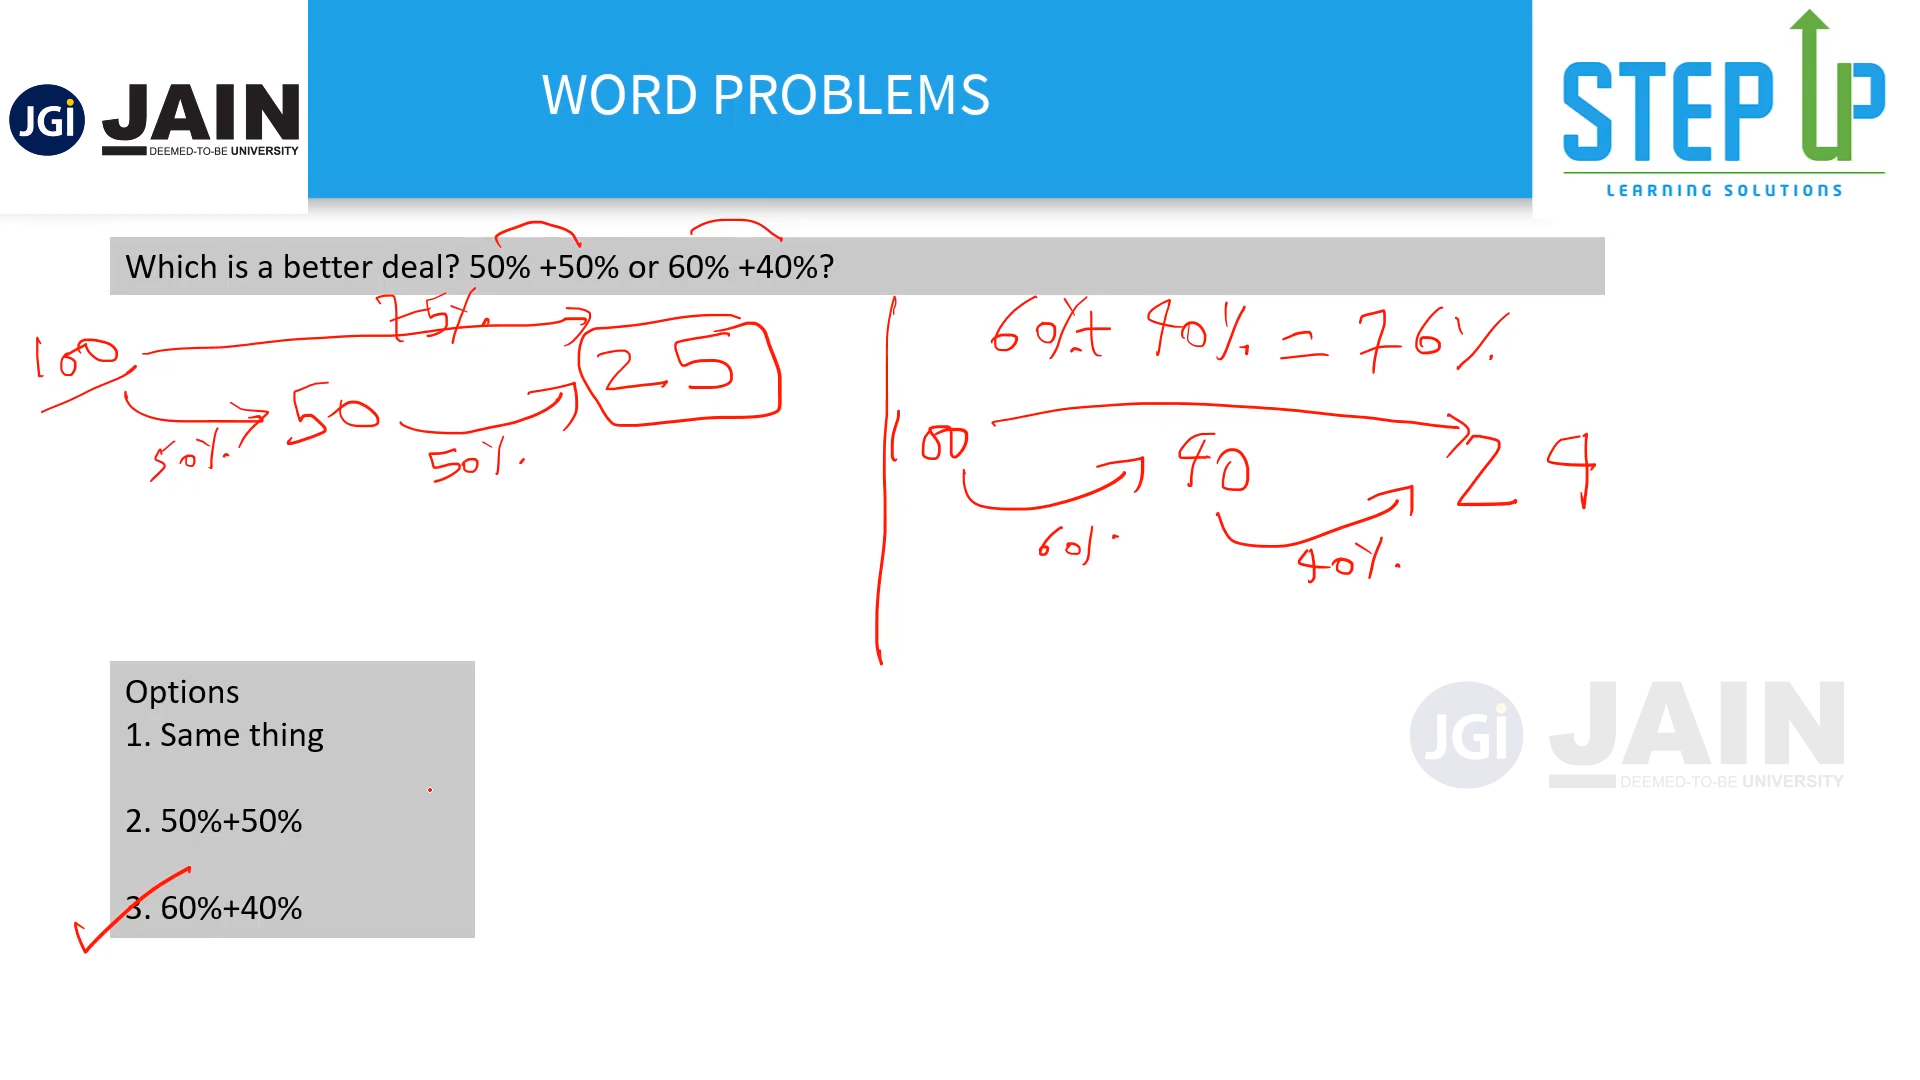 JGi JAIN
DEEMED-TO-BE UNIVERSITY
WORD PROBLEMS
STEP UP
LEARNING SOLUTIONS
Which is a better deal? 50% +50% or 60% +40%?
75%
100
50
25
50%
50%
60%+ 40% = 76%
100
40
24
60%
40%
Options
1. Same thing
2. 50%+50%
3. 60%+40%
JGi JAIN
DEEMED-TO-BE UNIVERSITY